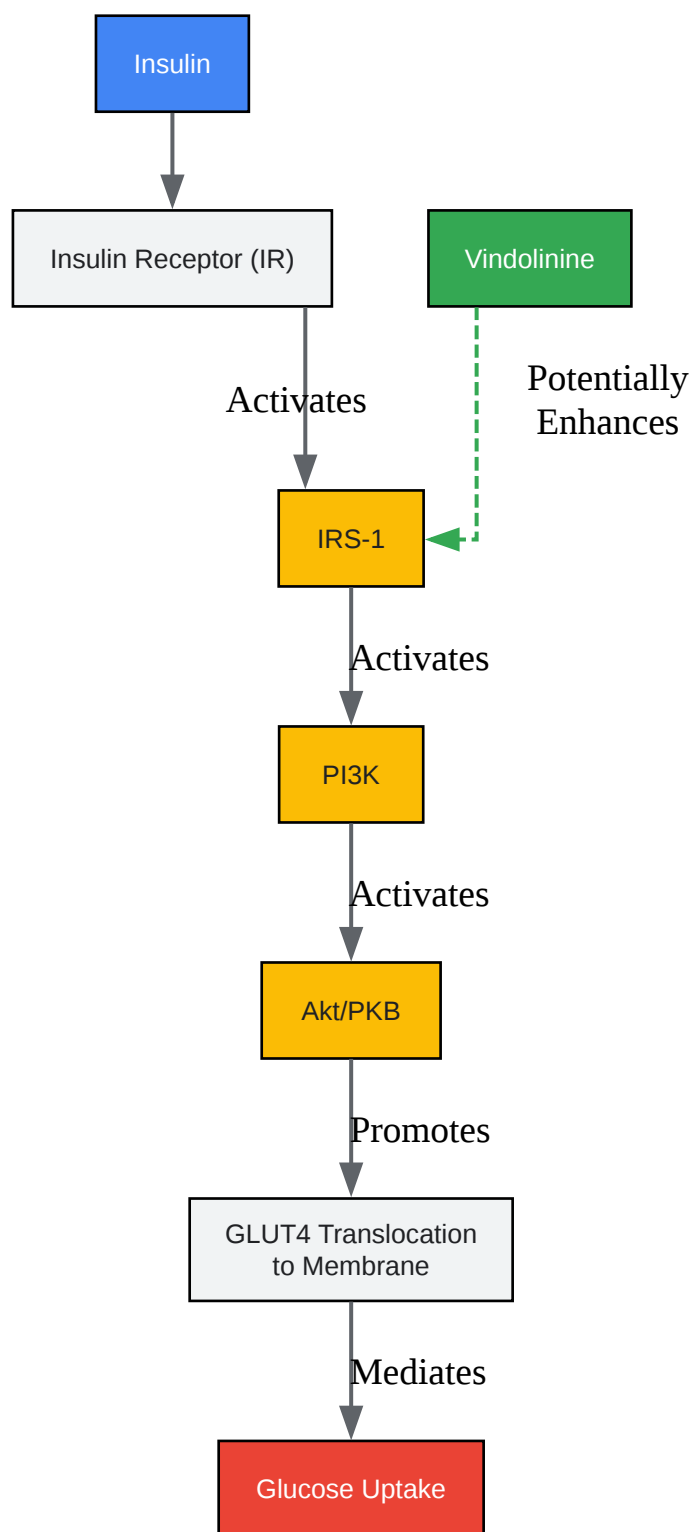 Insulin
Insulin Receptor (IR)
Vindolinine
Activates
Potentially
Enhances
IRS-1
Activates
PI3K
Activates
Akt/PKB
Promotes
GLUT4 Translocation
to Membrane
Mediates
Glucose Uptake